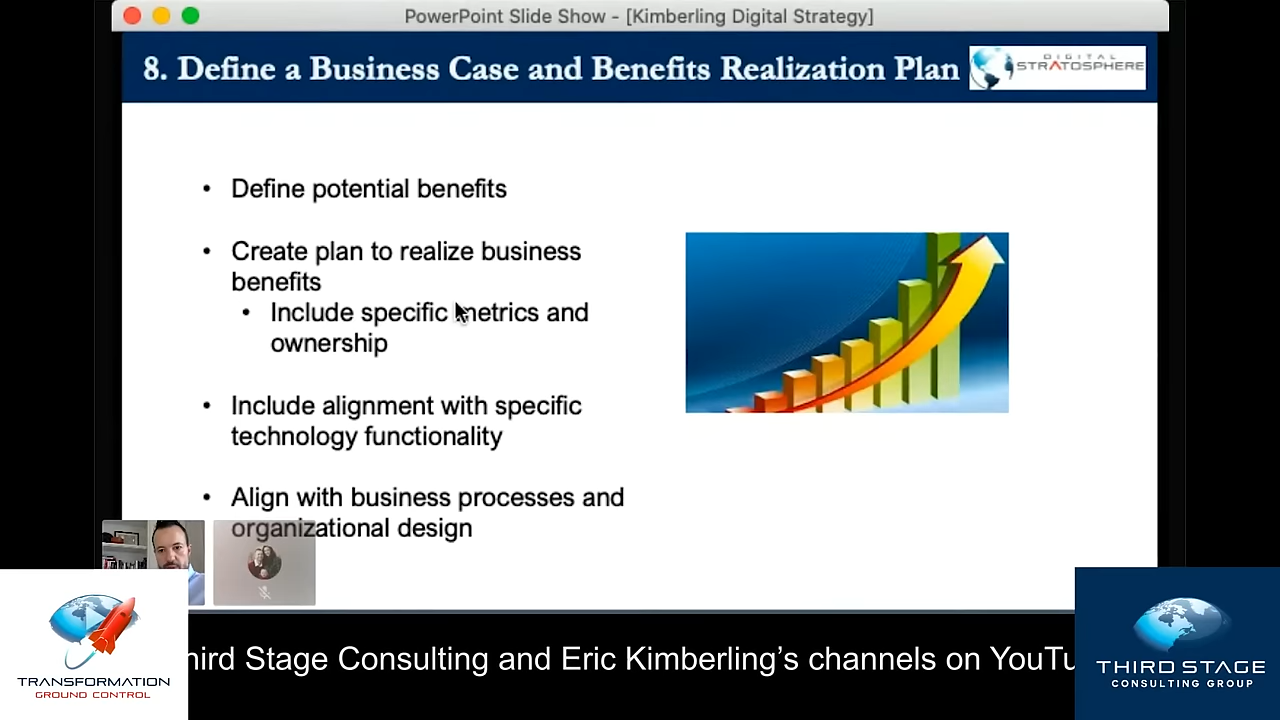 PowerPoint Slide Show - [Kimberling Digital Strategy]
8. Define a Business Case and Benefits Realization Plan
DIGITAL
STRATOSPHERE
• Define potential benefits
• Create plan to realize business
benefits
• Include specific metrics and
ownership
• Include alignment with specific
technology functionality
• Align with business processes and
organizational design
hird Stage Consulting and Eric Kimberling’s channels on YouTu
TRANSFORMATION
GROUND CONTROL
THIRD STAGE
CONSULTING GROUP